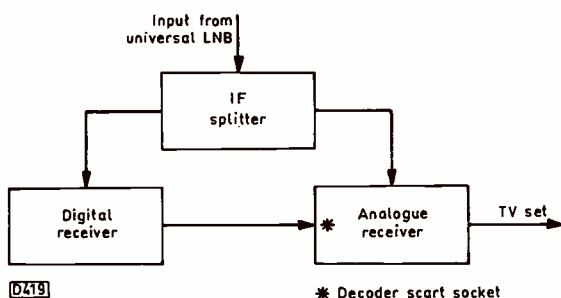 Input from
universal LNB
IF
splitter
Digital
receiver
Analogue
receiver
TV set
D419
* Decoder scart socket